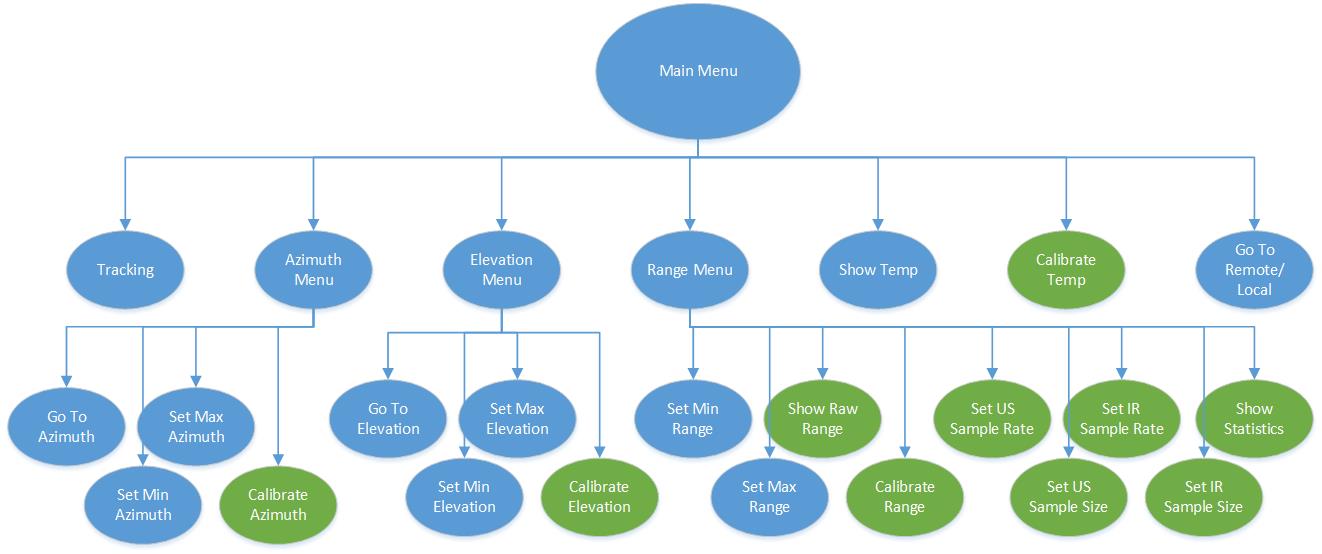 Main Menu
Tracking
Azimuth
Menu
Elevation
Menu
Range Menu
Show Temp
Calibrate
Temp
Go To
Remote/
Local
Go To
Azimuth
Set Min
Azimuth
Set Max
Azimuth
Calibrate
Azimuth
Go To
Elevation
Set Min
Elevation
Set Max
Elevation
Calibrate
Elevation
Set Min
Range
Set Max
Range
Show Raw
Range
Calibrate
Range
Set US
Sample Rate
Set US
Sample Size
Set IR
Sample Rate
Set IR
Sample Size
Show
Statistics